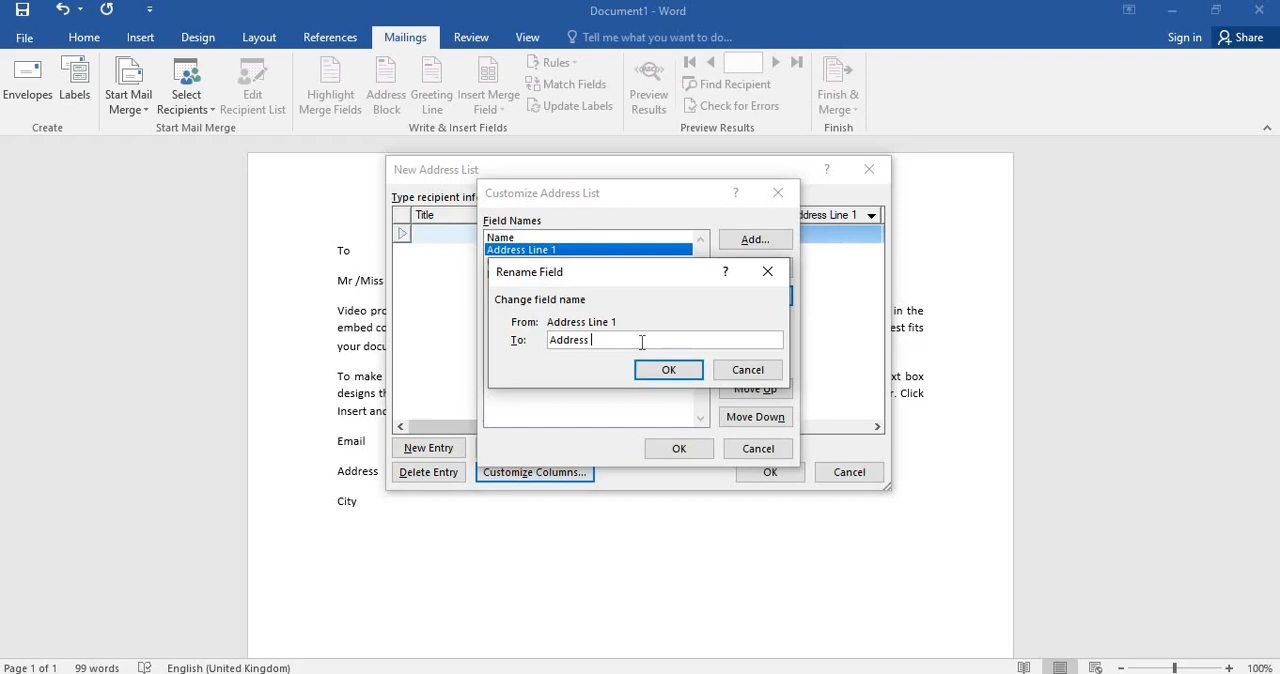 Document1 - Word
File
Home
Insert
Design
Layout
References
Mailings
Review
View
Tell me what you want to do...
Sign in
Share
Envelopes
Labels
Create
Start Mail
Merge
Select
Recipients
Edit
Recipient List
Start Mail Merge
Highlight
Merge Fields
Address
Block
Greeting
Line
Insert Merge
Field
Rules
Match Fields
Update Labels
Write & Insert Fields
Preview
Results
Find Recipient
Check for Errors
Preview Results
Finish &
Merge
Finish
New Address List
?
Type recipient inf
Title
ddress Line 1
Customize Address List
?
Field Names
Name
Address Line 1
Add...
Rename Field
?
Change field name
From: Address Line 1
To: Address
OK
Cancel
Move Up
Move Down
OK
Cancel
New Entry
Delete Entry
Customize Columns...
OK
Cancel
To
Mr /Miss
Video pro
in the
embed co
est fits
your docu
To make
ext box
designs th
r. Click
Insert and
Email
Address
City
Page 1 of 1
99 words
English (United Kingdom)
100%